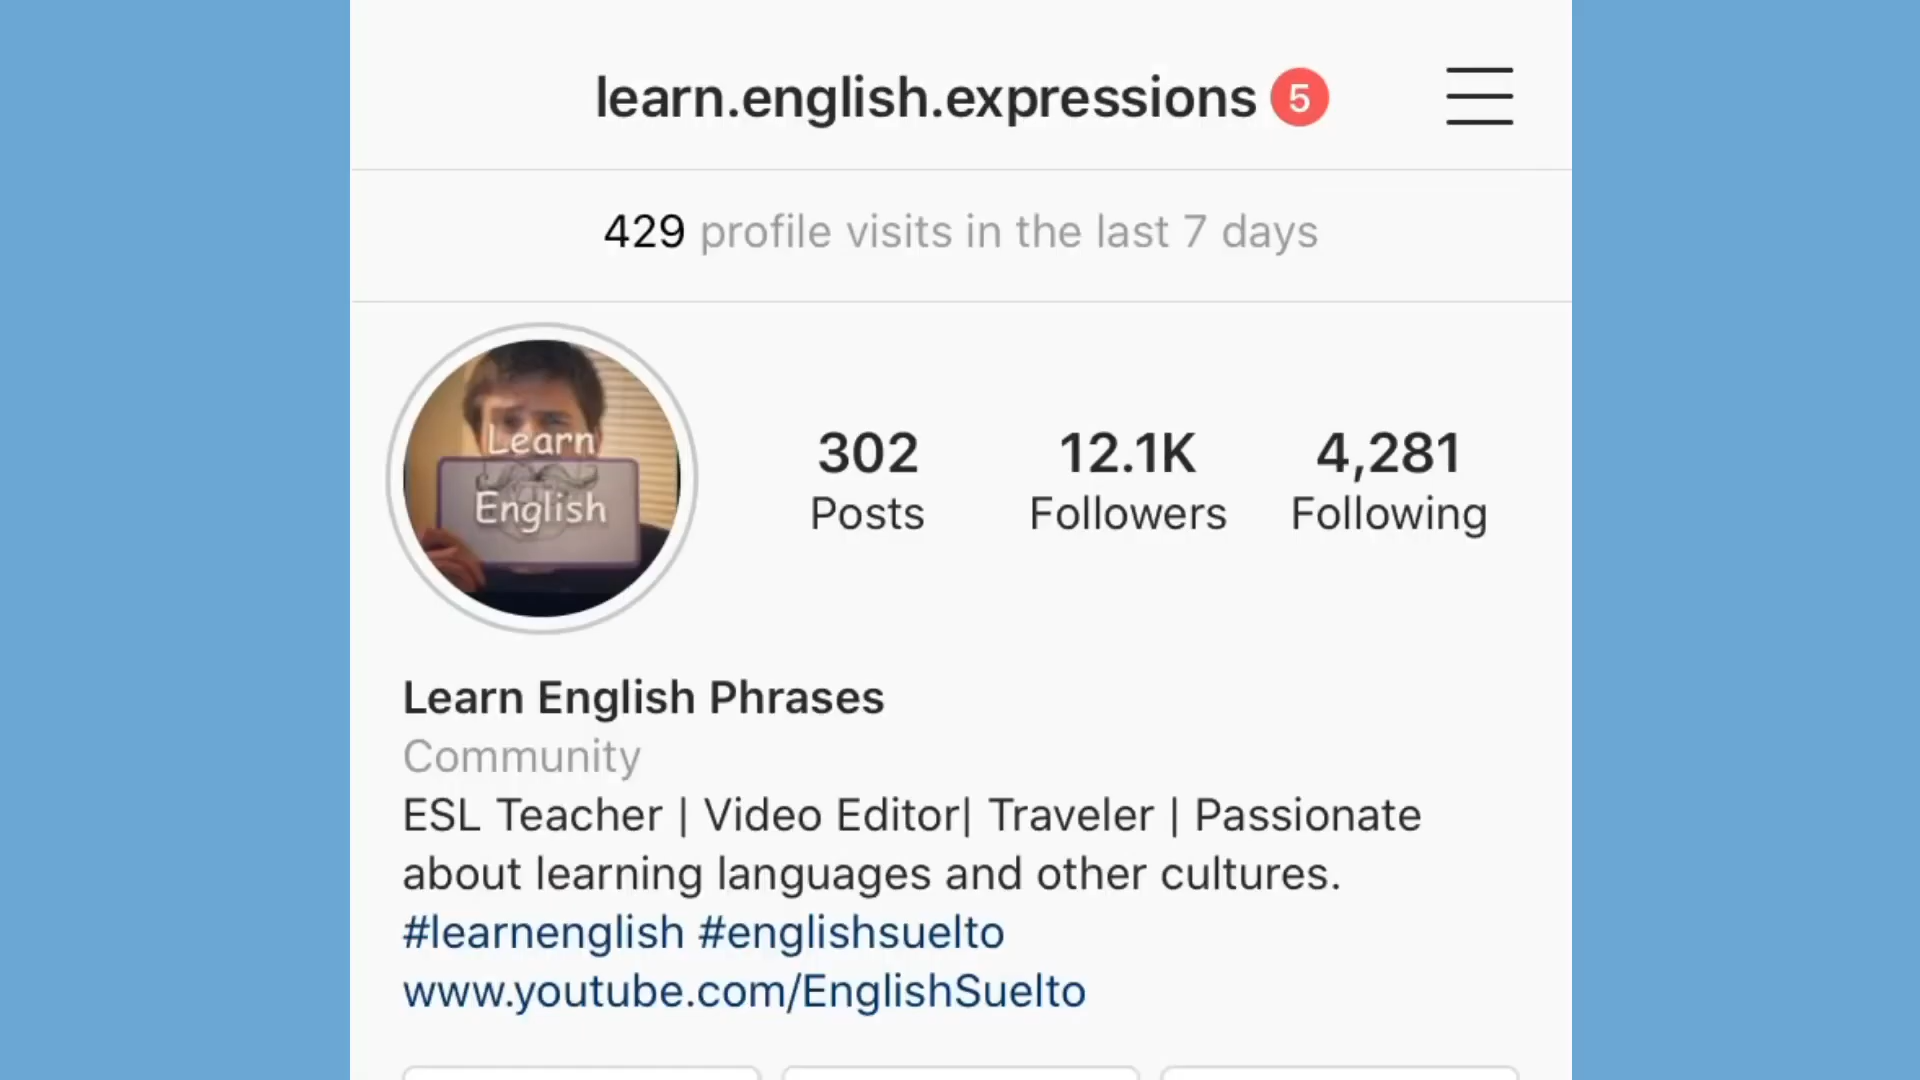 learn.english.expressions 5
429 profile visits in the last 7 days
Learn
English
302 12.1K 4,281
Posts Followers Following
Learn English Phrases
Community
ESL Teacher | Video Editor| Traveler | Passionate
about learning languages and other cultures.
#learnenglish #englishsuelto
www.youtube.com/EnglishSuelto